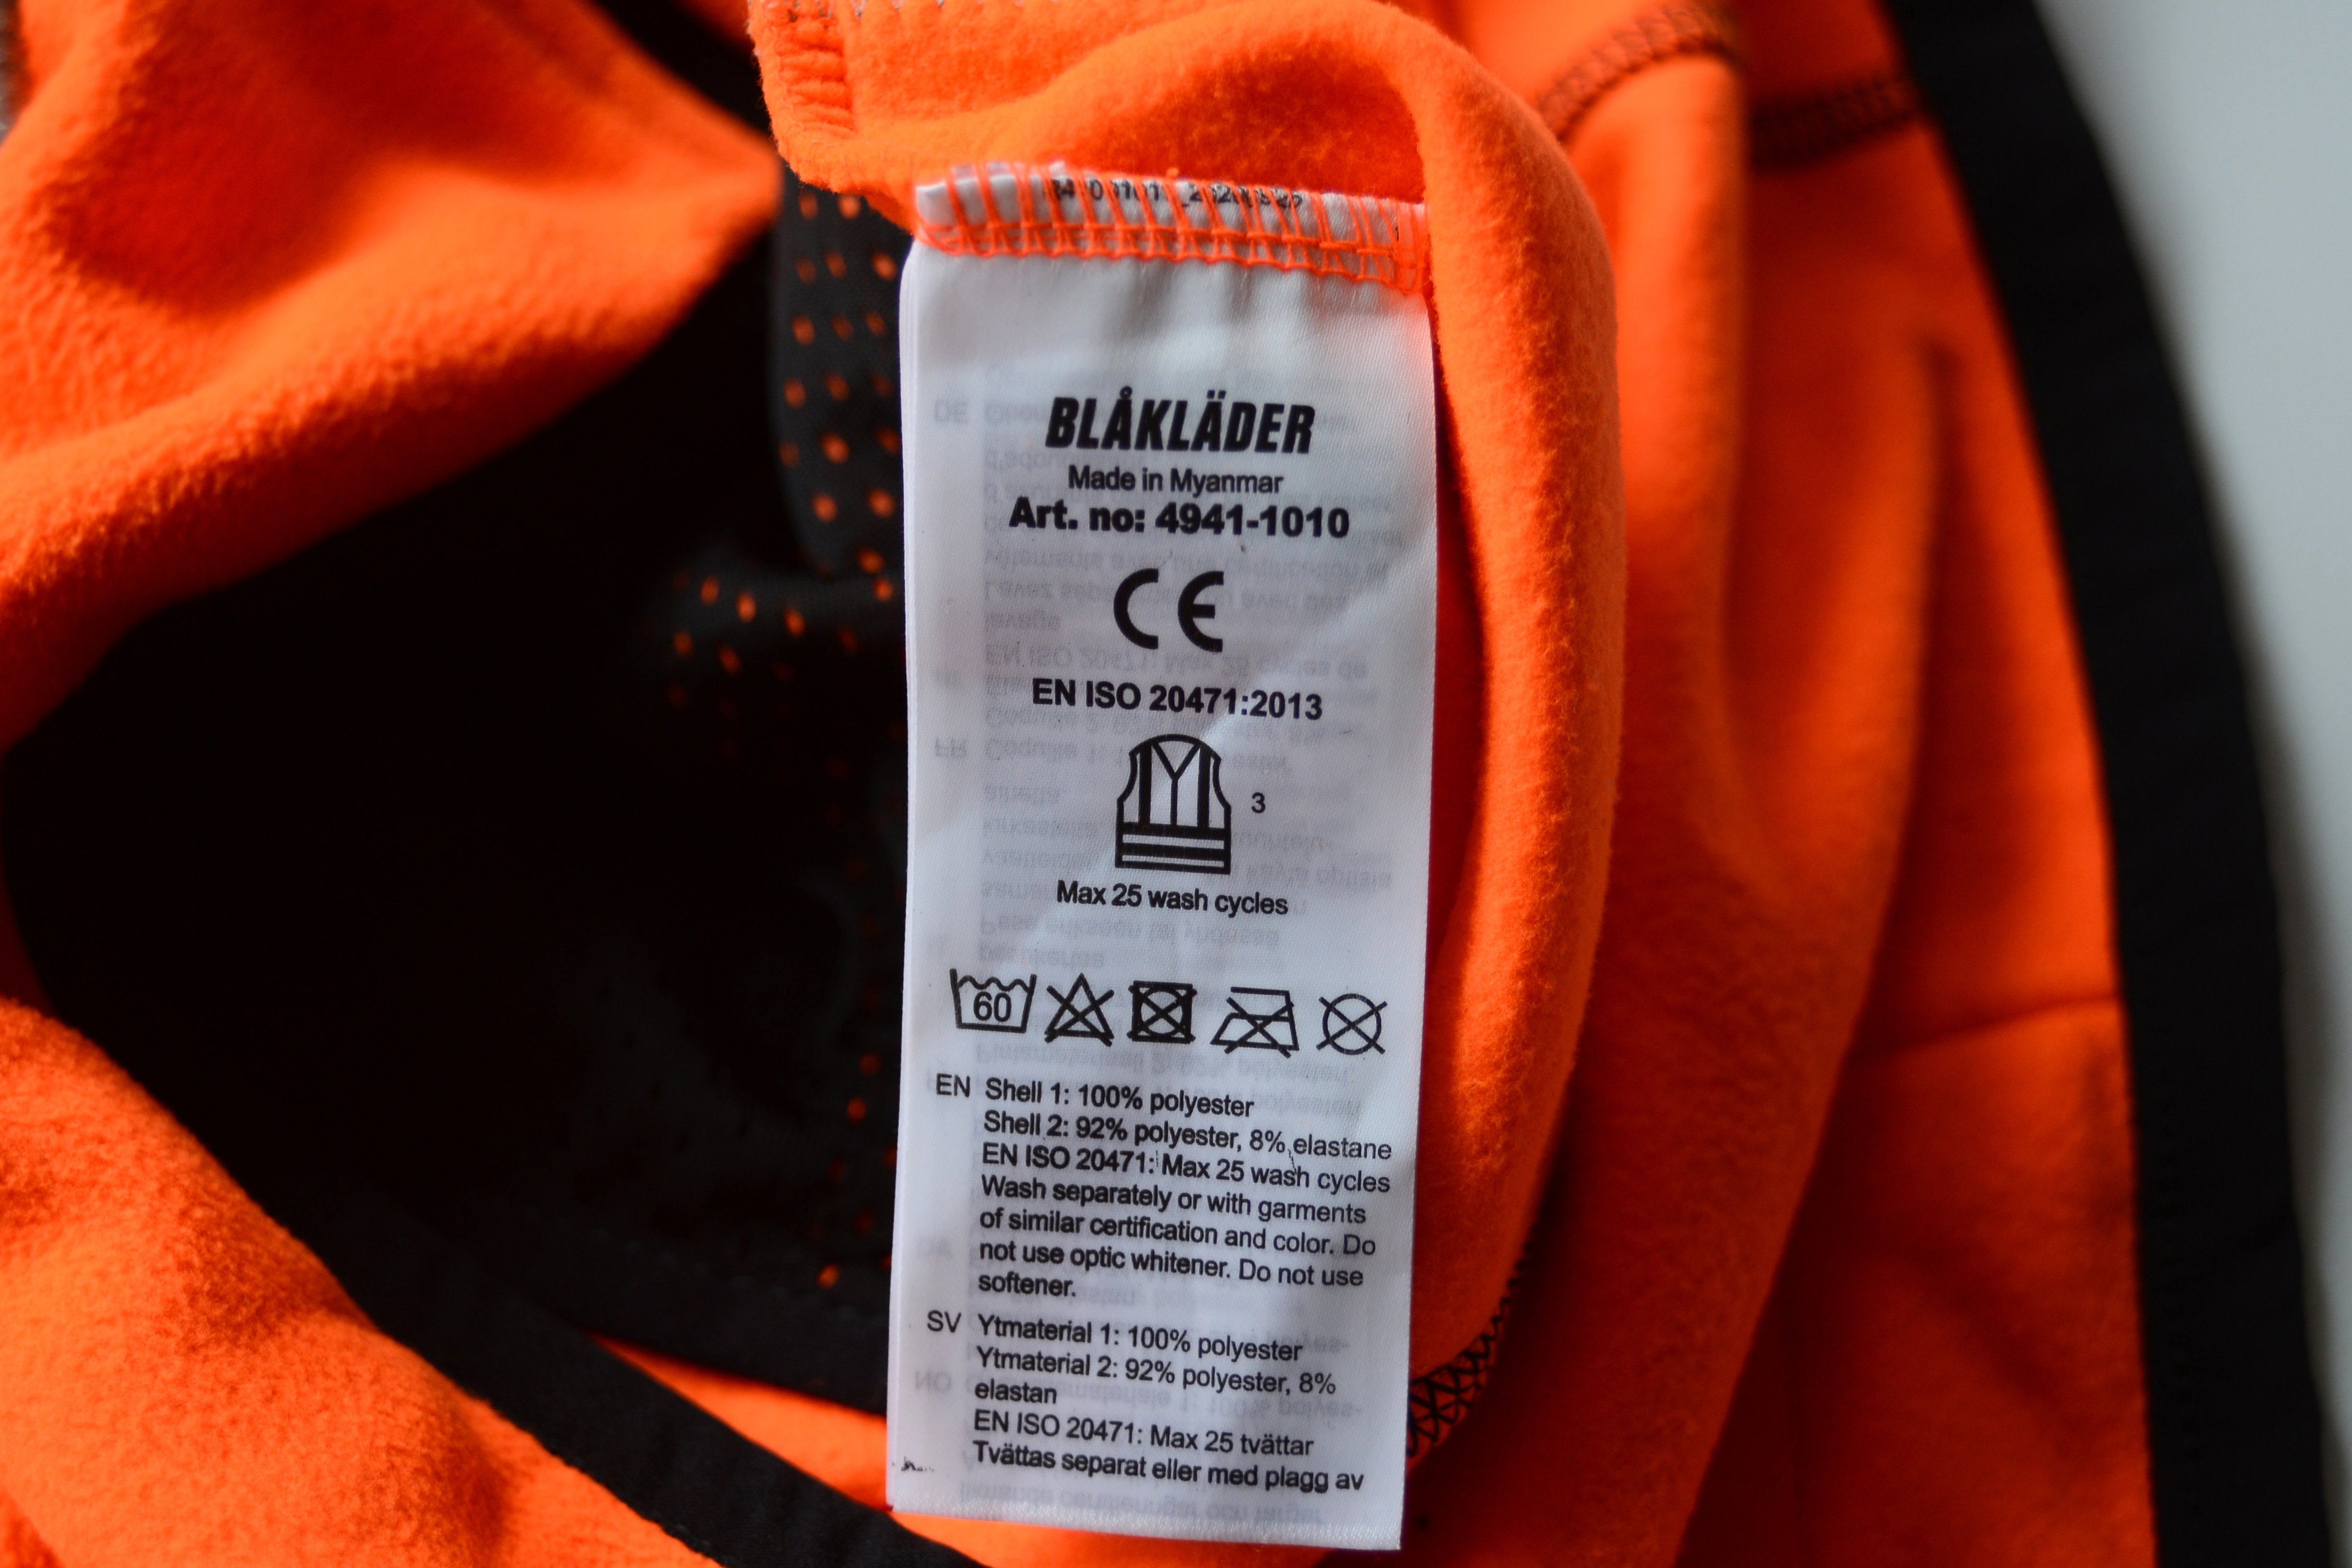 BLÅKLÄDER
Made in Myanmar
Art. no: 4941-1010
CE
EN ISO 20471:2013
3
Max 25 wash cycles
60
EN Shell 1: 100% polyester
Shell 2: 92% polyester, 8% elastane
EN ISO 20471: Max 25 wash cycles
Wash separately or with garments
of similar certification and color. Do
not use optic whitener. Do not use
softener.
SV Ytmaterial 1: 100% polyester
Ytmaterial 2: 92% polyester, 8%
elastan
EN ISO 20471: Max 25 tvättar
Tvättas separat eller med plagg av